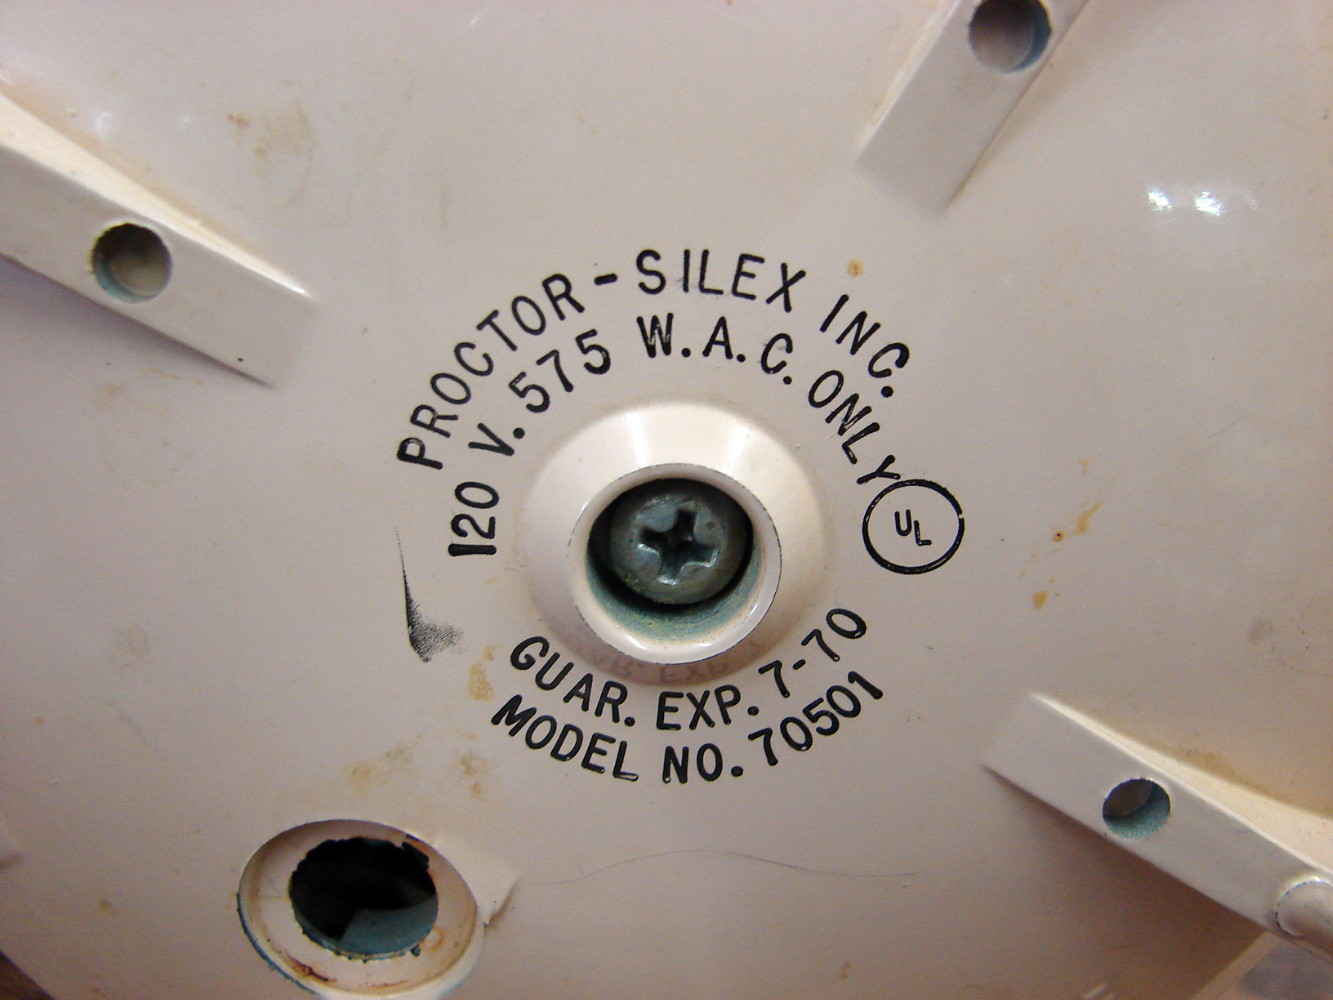 PROCTOR-SILEX INC.
120 V. 575 W. A.C. ONLY
UL
GUAR. EXP. 7-70
MODEL NO. 70501